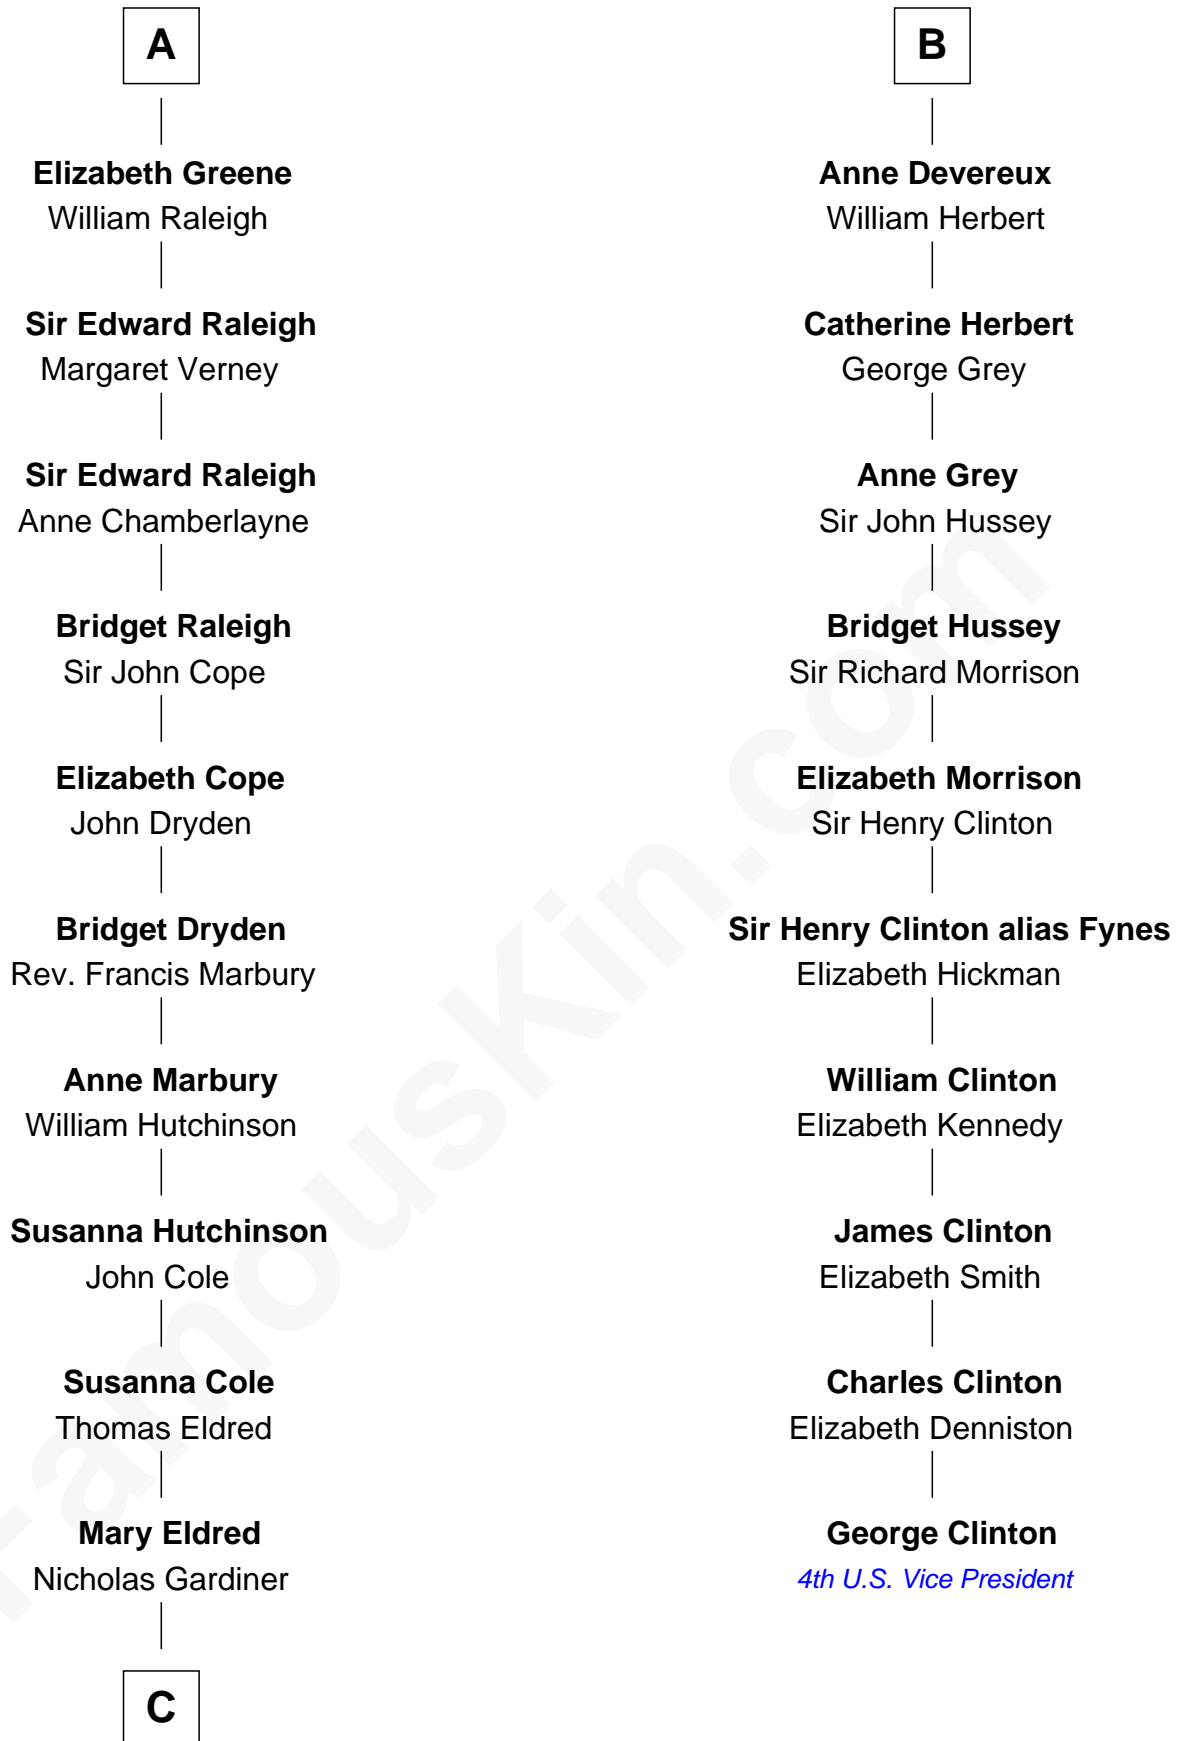 A
Elizabeth Greene
William Raleigh
Sir Edward Raleigh
Margaret Verney
Sir Edward Raleigh
Anne Chamberlayne
Bridget Raleigh
Sir John Cope
Elizabeth Cope
John Dryden
Bridget Dryden
Rev. Francis Marbury
Anne Marbury
William Hutchinson
Susanna Hutchinson
John Cole
Susanna Cole
Thomas Eldred
Mary Eldred
Nicholas Gardiner
C
B
Anne Devereux
William Herbert
Catherine Herbert
George Grey
Anne Grey
Sir John Hussey
Bridget Hussey
Sir Richard Morrison
Elizabeth Morrison
Sir Henry Clinton
Sir Henry Clinton alias Fynes
Elizabeth Hickman
William Clinton
Elizabeth Kennedy
James Clinton
Elizabeth Smith
Charles Clinton
Elizabeth Denniston
George Clinton
4th U.S. Vice President
FamousKin.com